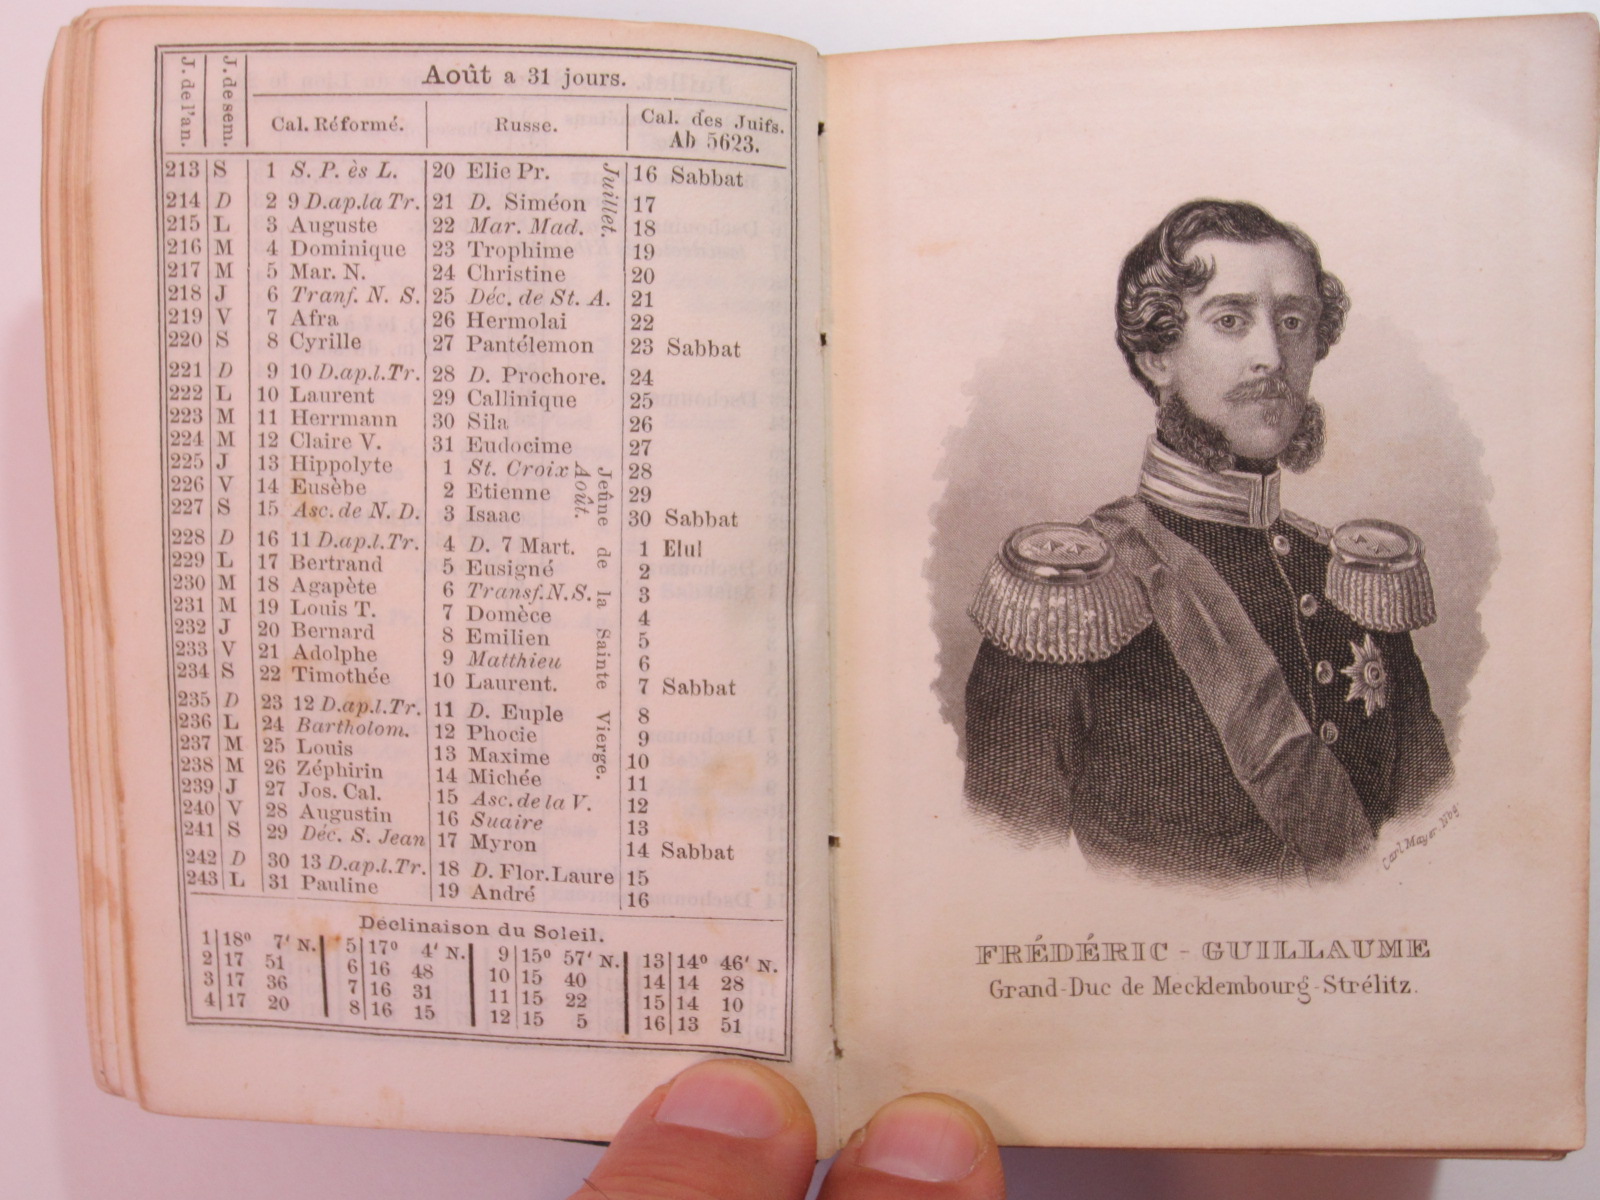 Août a 31 jours.
J. de l'an. J. de sem. Cal. Réformé. Russe. Cal. des Juifs. Ab 5623.
213 S 1 S. P. ès L. 20 Elie Pr. Juillet. 16 Sabbat
214 D 2 9 D.ap.la Tr. 21 D. Siméon 17
215 L 3 Auguste 22 Mar. Mad. 18
216 M 4 Dominique 23 Trophime 19
217 M 5 Mar. N. 24 Christine 20
218 J 6 Tranf. N. S. 25 Déc. de St. A. 21
219 V 7 Afra 26 Hermolai 22
220 S 8 Cyrille 27 Pantélemon 23 Sabbat
221 D 9 10 D.ap.l.Tr. 28 D. Prochore. 24
222 L 10 Laurent 29 Callinique 25
223 M 11 Herrmann 30 Sila 26
224 M 12 Claire V. 31 Eudocime 27
225 J 13 Hippolyte 1 St. Croix Août. Jeûne de la Sainte Vierge. 28
226 V 14 Eusèbe 2 Etienne 29
227 S 15 Asc. de N. D. 3 Isaac 30 Sabbat
228 D 16 11 D.ap.l.Tr. 4 D. 7 Mart. 1 Elul
229 L 17 Bertrand 5 Eusigné 2
230 M 18 Agapète 6 Transf.N.S. 3
231 M 19 Louis T. 7 Domèce 4
232 J 20 Bernard 8 Emilien 5
233 V 21 Adolphe 9 Matthieu 6
234 S 22 Timothée 10 Laurent. 7 Sabbat
235 D 23 12 D.ap.l.Tr. 11 D. Euple 8
236 L 24 Bartholom. 12 Phocie 9
237 M 25 Louis 13 Maxime 10
238 M 26 Zéphirin 14 Michée 11
239 J 27 Jos. Cal. 15 Asc. de la V. 12
240 V 28 Augustin 16 Suaire 13
241 S 29 Déc. S. Jean 17 Myron 14 Sabbat
242 D 30 13 D.ap.l.Tr. 18 D. Flor. Laure 15
243 L 31 Pauline 19 André 16
Déclinaison du Soleil.
1 18° 7' N. 5 17° 4' N. 9 15° 57' N. 13 14° 46' N.
2 17 51 6 16 48 10 15 40 14 14 28
3 17 36 7 16 31 11 15 22 15 14 10
4 17 20 8 16 15 12 15 5 16 13 51
Carl Mayer. Nbg.
FRÉDÉRIC - GUILLAUME
Grand-Duc de Mecklembourg-Strélitz.